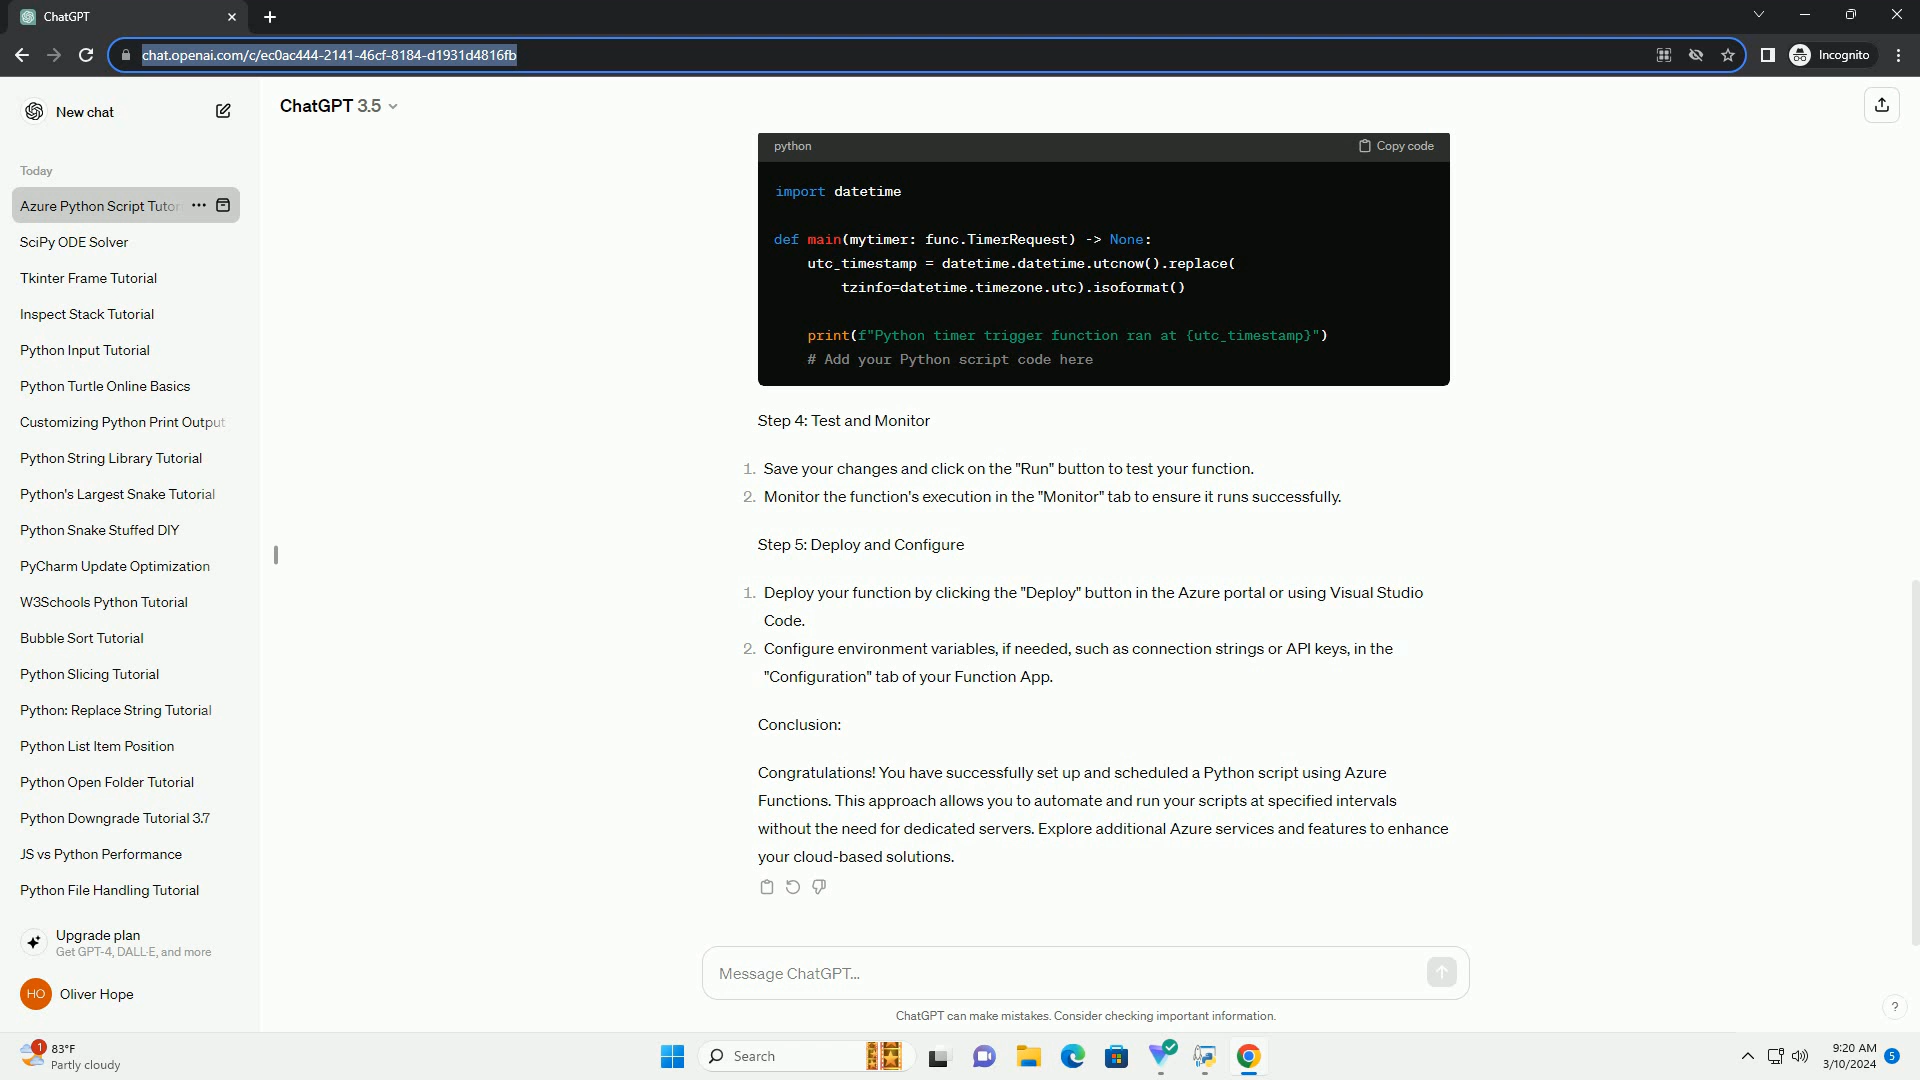 ChatGPT
chat.openai.com/c/ec0ac444-2141-46cf-8184-d1931d4816fb
Incognito
New chat
Today
Azure Python Script Tutor
SciPy ODE Solver
Tkinter Frame Tutorial
Inspect Stack Tutorial
Python Input Tutorial
Python Turtle Online Basics
Customizing Python Print Output
Python String Library Tutorial
Python's Largest Snake Tutorial
Python Snake Stuffed DIY
PyCharm Update Optimization
W3Schools Python Tutorial
Bubble Sort Tutorial
Python Slicing Tutorial
Python: Replace String Tutorial
Python List Item Position
Python Open Folder Tutorial
Python Downgrade Tutorial 3.7
JS vs Python Performance
Python File Handling Tutorial
Upgrade plan
Get GPT-4, DALL·E, and more
HO Oliver Hope
ChatGPT 3.5
python Copy code
import datetime
def main(mytimer: func.TimerRequest) -> None:
utc_timestamp = datetime.datetime.utcnow().replace(
tzinfo=datetime.timezone.utc).isoformat()
print(f"Python timer trigger function ran at {utc_timestamp}")
# Add your Python script code here
Step 4: Test and Monitor
1. Save your changes and click on the "Run" button to test your function.
2. Monitor the function's execution in the "Monitor" tab to ensure it runs successfully.
Step 5: Deploy and Configure
1. Deploy your function by clicking the "Deploy" button in the Azure portal or using Visual Studio
Code.
2. Configure environment variables, if needed, such as connection strings or API keys, in the
"Configuration" tab of your Function App.
Conclusion:
Congratulations! You have successfully set up and scheduled a Python script using Azure
Functions. This approach allows you to automate and run your scripts at specified intervals
without the need for dedicated servers. Explore additional Azure services and features to enhance
your cloud-based solutions.
Message ChatGPT...
ChatGPT can make mistakes. Consider checking important information.
?
1
83°F
Partly cloudy
Search
9:20 AM
3/10/2024
5